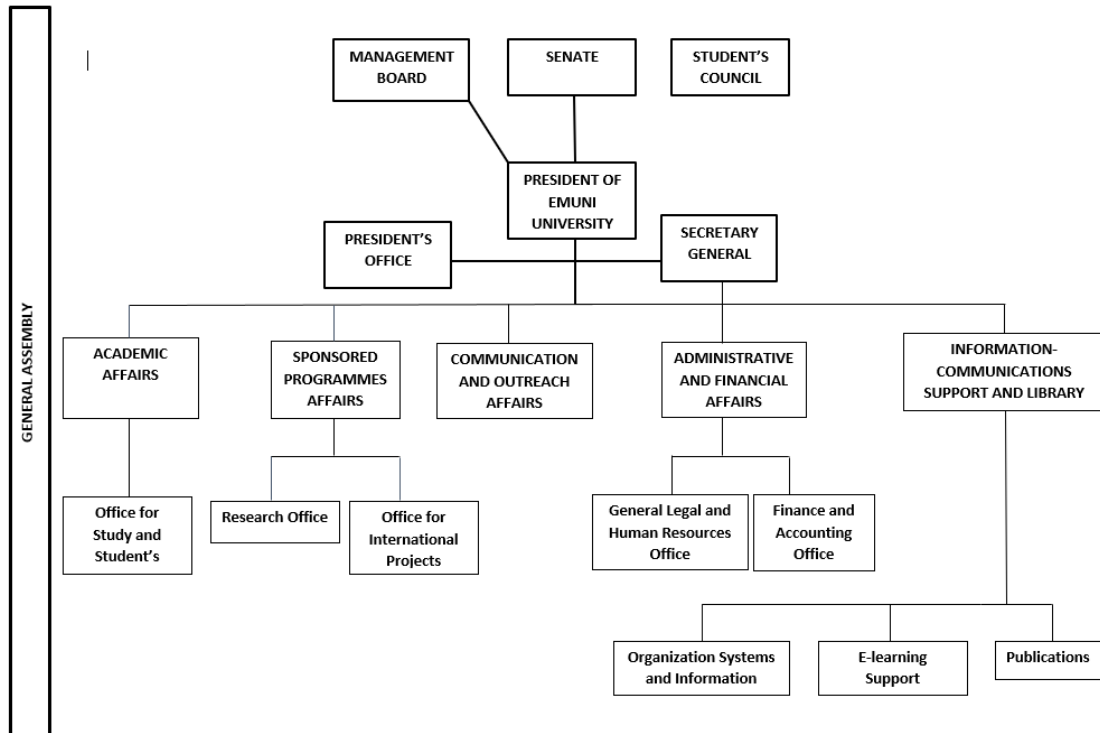 GENERAL ASSEMBLY
MANAGEMENT
BOARD
SENATE
STUDENT’S
COUNCIL
PRESIDENT OF
EMUNI
UNIVERSITY
PRESIDENT’S
OFFICE
SECRETARY
GENERAL
ACADEMIC
AFFAIRS
SPONSORED
PROGRAMMES
AFFAIRS
COMMUNICATION
AND OUTREACH
AFFAIRS
ADMINISTRATIVE
AND FINANCIAL
AFFAIRS
INFORMATION-
COMMUNICATIONS
SUPPORT AND LIBRARY
Office for
Study and
Student’s
Research Office
Office for
International
Projects
General Legal and
Human Resources
Office
Finance and
Accounting
Office
Organization Systems
and Information
E-learning
Support
Publications